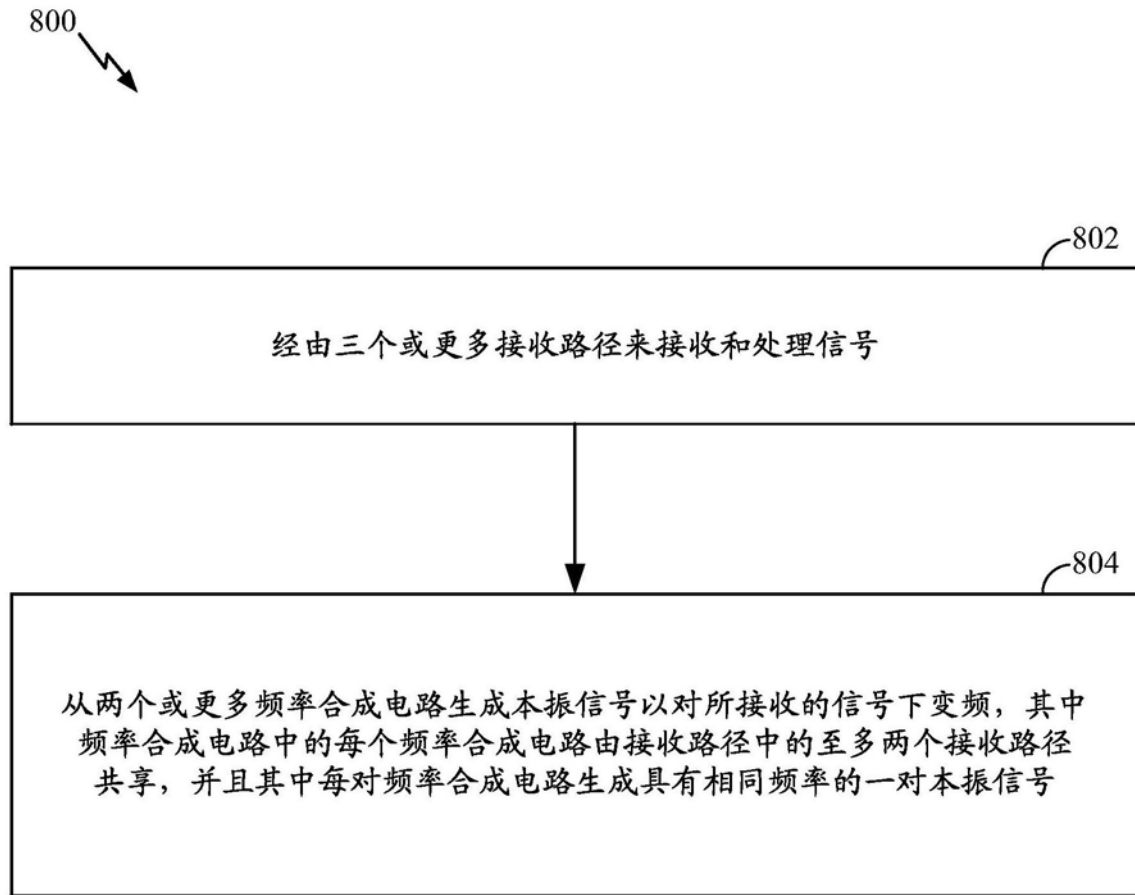 800
802
经由三个或更多接收路径来接收和处理信号
804
从两个或更多频率合成电路生成本振信号以对所接收的信号下变频，其中
频率合成电路中的每个频率合成电路由接收路径中的至多两个接收路径
共享，并且其中每对频率合成电路生成具有相同频率的一对本振信号